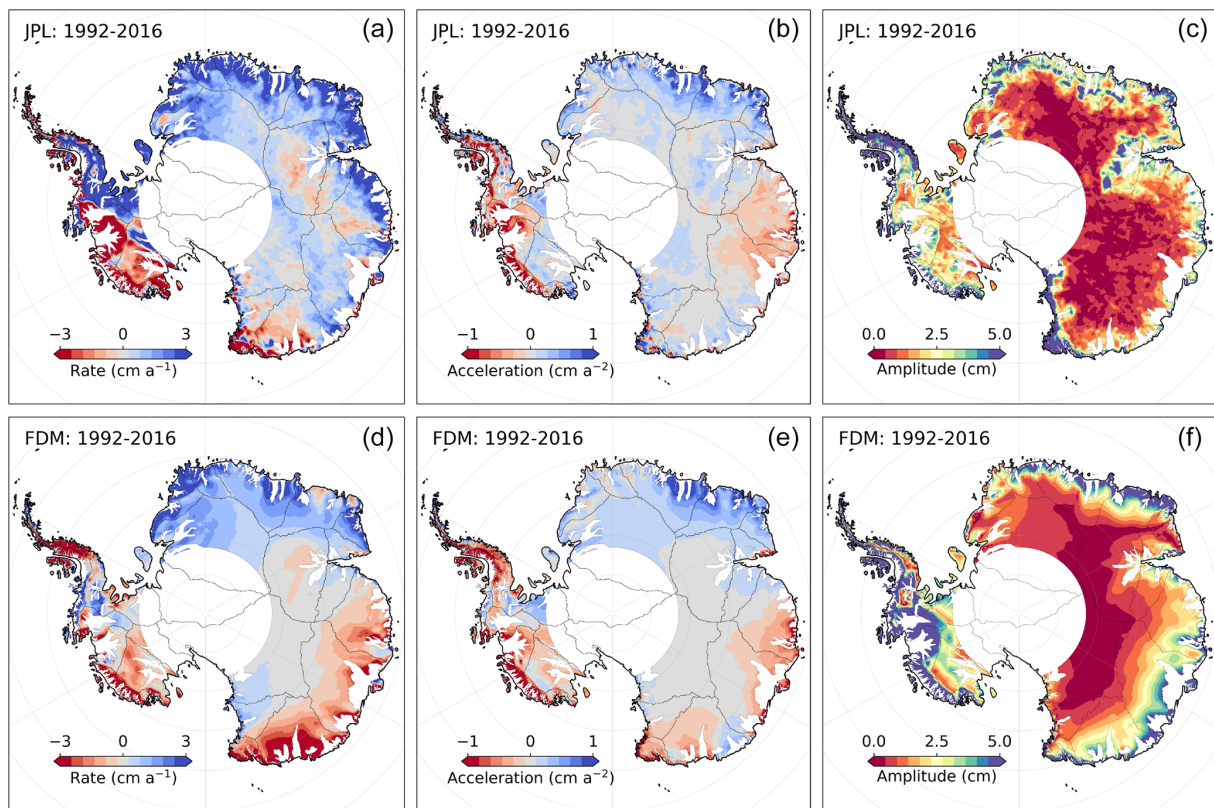 JPL: 1992-2016 (a)
−3 0 3
Rate (cm a⁻¹)
JPL: 1992-2016 (b)
−1 0 1
Acceleration (cm a⁻²)
JPL: 1992-2016 (c)
0.0 2.5 5.0
Amplitude (cm)
FDM: 1992-2016 (d)
−3 0 3
Rate (cm a⁻¹)
FDM: 1992-2016 (e)
−1 0 1
Acceleration (cm a⁻²)
FDM: 1992-2016 (f)
0.0 2.5 5.0
Amplitude (cm)